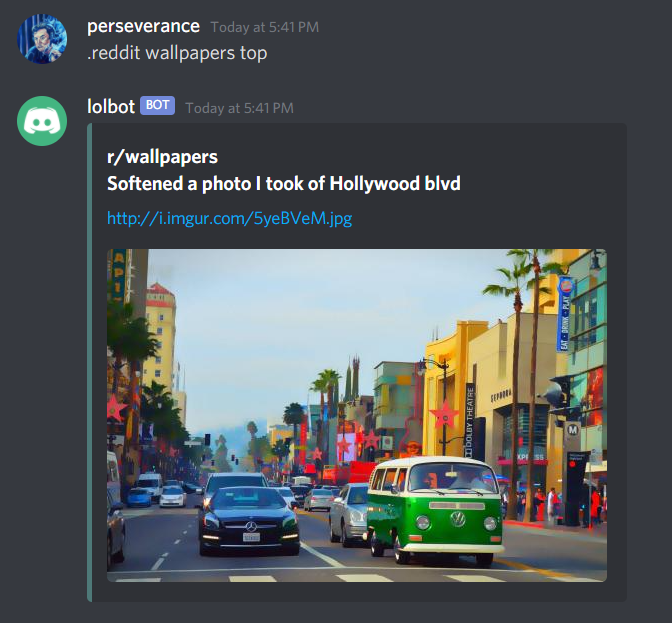 perseverance Today at 5:41 PM
.reddit wallpapers top
lolbot BOT Today at 5:41 PM
r/wallpapers
Softened a photo I took of Hollywood blvd
http://i.imgur.com/5yeBVeM.jpg
EAT · DRINK · PLAY
SEPHORA
DOLBY THEATRE
M